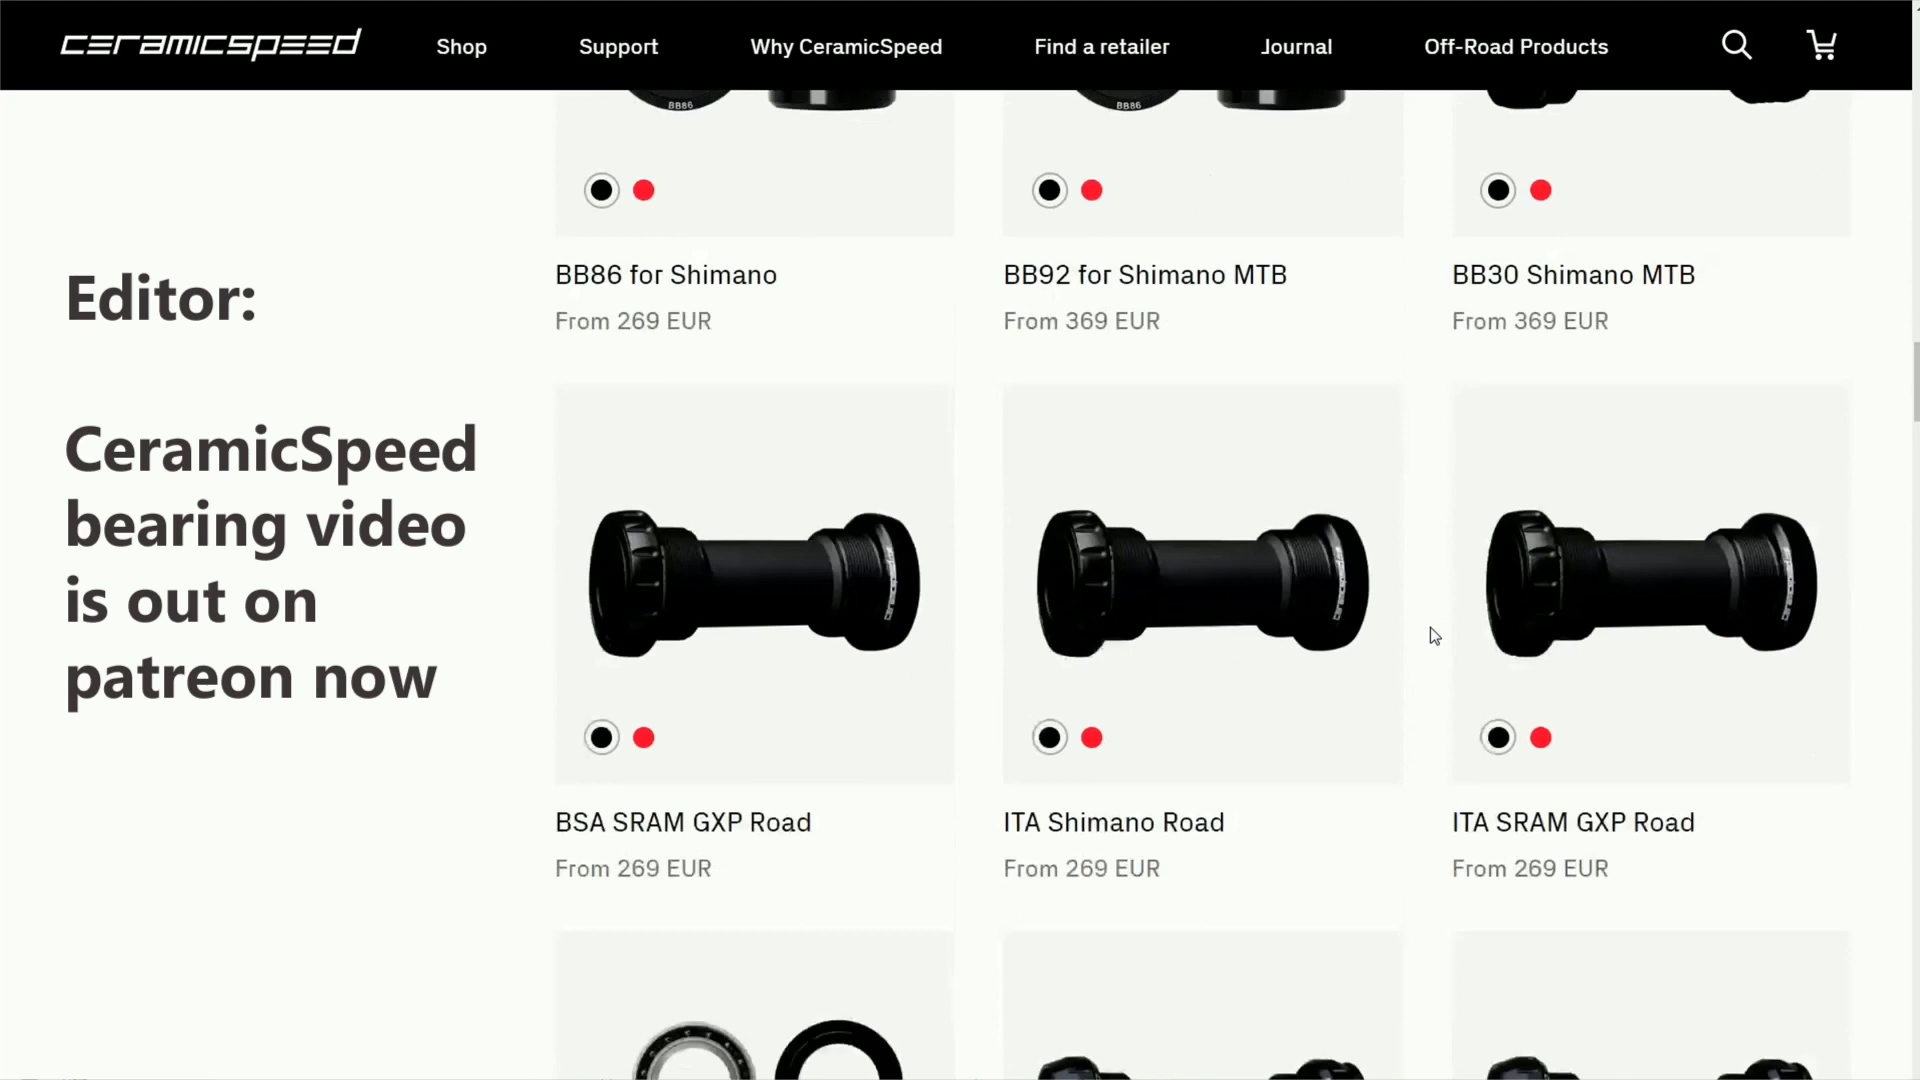 CERAMICSPEED
Shop
Support
Why CeramicSpeed
Find a retailer
Journal
Off-Road Products
BB86
BB86
BB86 for Shimano
From 269 EUR
BB92 for Shimano MTB
From 369 EUR
BB30 Shimano MTB
From 369 EUR
Editor:
CeramicSpeed
bearing video
is out on
patreon now
BSA SRAM GXP Road
From 269 EUR
ITA Shimano Road
From 269 EUR
ITA SRAM GXP Road
From 269 EUR